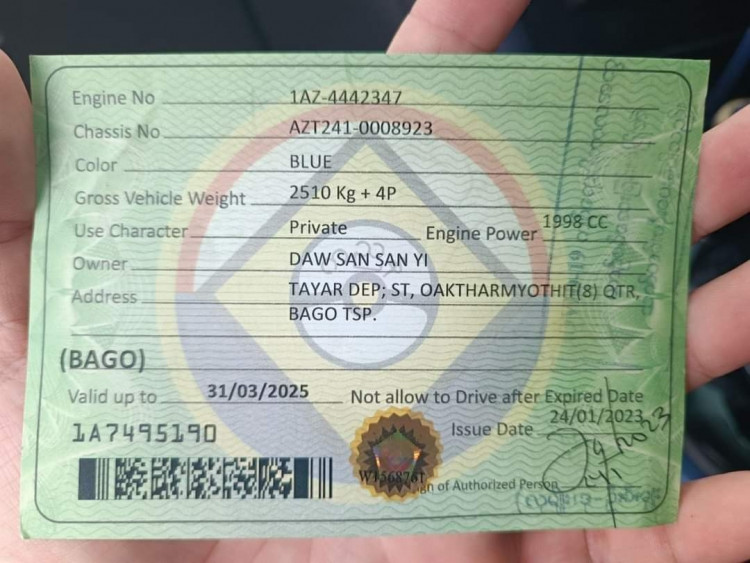 Engine No 1AZ-4442347
Chassis No AZT241-0008923
Color BLUE
Gross Vehicle Weight 2510 Kg + 4P
Use Character Private Engine Power 1998 CC
Owner DAW SAN SAN YI
Address TAYAR DEP; ST, OAKTHARMYOTHIT(8) QTR,
BAGO TSP.
(BAGO)
Valid up to 31/03/2025 Not allow to Drive after Expired Date
1A7495190 Issue Date 24/01/2023
of Authorized Person